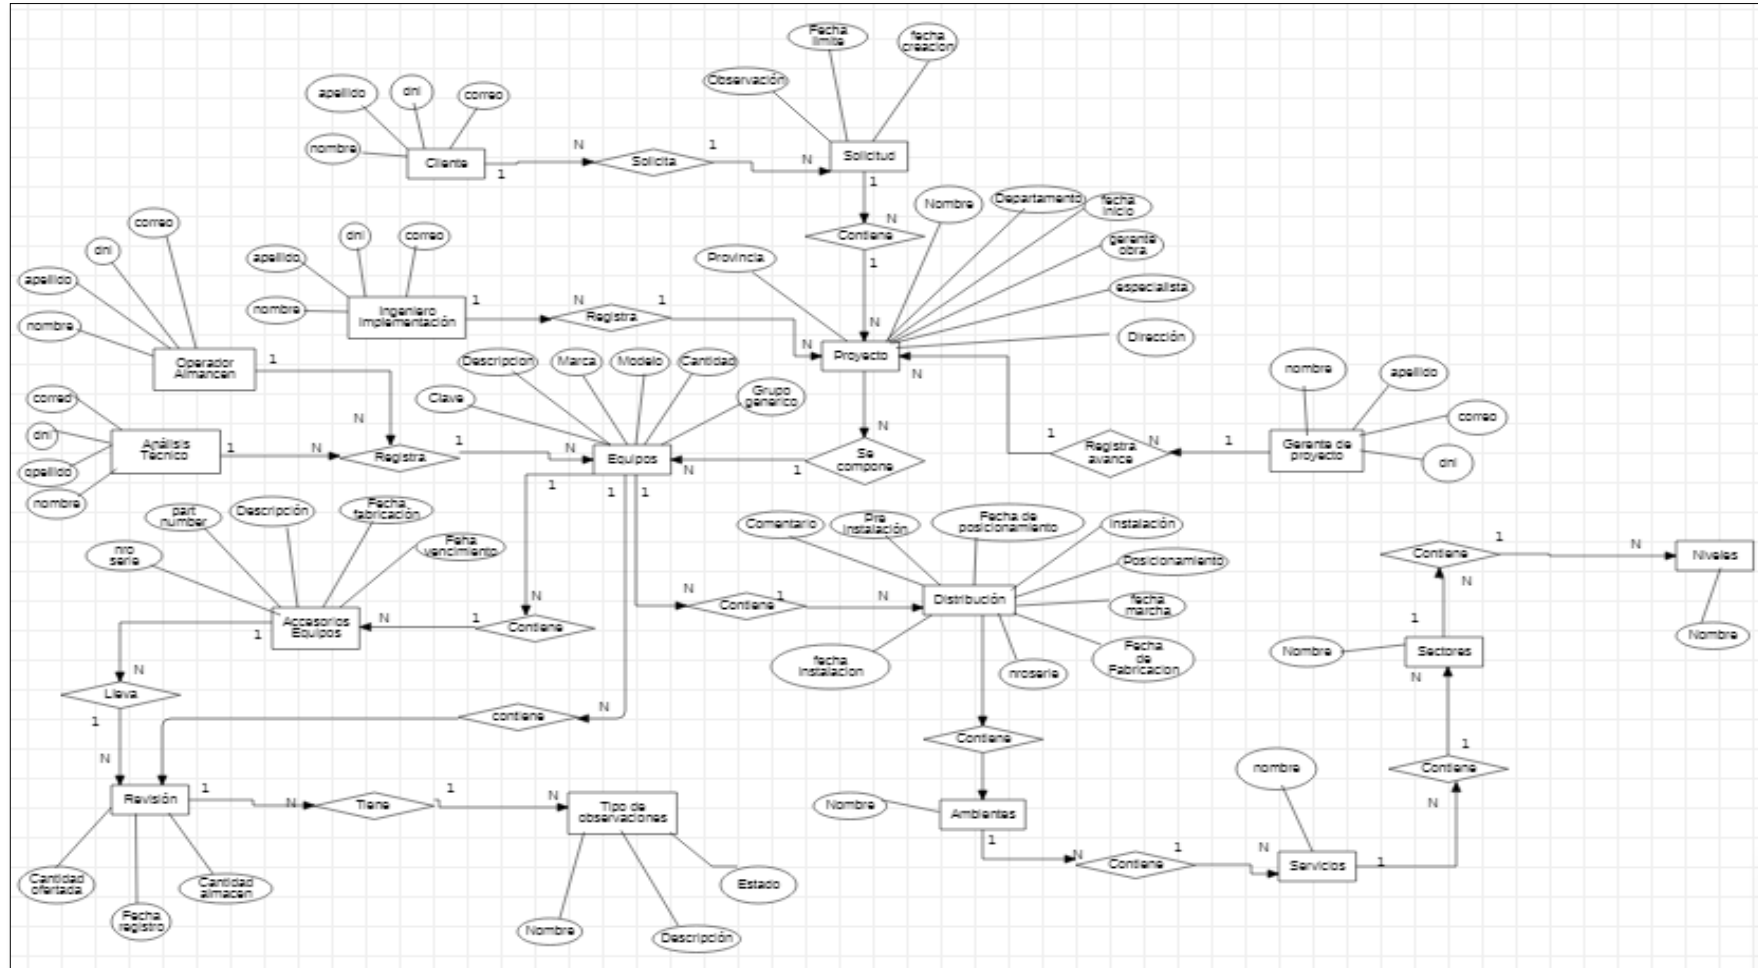 Fecha
limite
fecha
creacion
Observación
apellido
dni
correo
nombre
Cliente
1
N
Solicita
1
N
Solicitud
1
N
Contiene
1
Nombre
Departamento
fecha
inicio
gerente
obra
especialista
Dirección
Provincia
N
Proyecto
N
N
correo
dni
apellido
nombre
Operador
Almancen
1
dni
correo
apellido
nombre
Ingeniero
Implementación
1
N
Registra
1
N
Descripcion
Marca
Modelo
Cantidad
Grupo
generico
Clave
correo
dni
apellido
nombre
Análisis
Técnico
1
N
N
Registra
1
N
Equipos
N
1
Se
compone
N
1
Registra
avance
N
1
Gerente de
proyecto
nombre
apellido
correo
dni
1
1
1
part
number
Descripción
Fecha
fabricación
Feha
vencimiento
nro
serie
Accesorios
Equipos
1
N
1
Contiene
N
Contiene
1
N
Comentario
Pre
instalación
Fecha de
posicionamiento
Instalación
Posicionamiento
fecha
marcha
Fecha
de
Fabricacion
nroserie
fecha
instalacion
Distribución
Contiene
1
N
Niveles
Nombre
N
1
Sectores
Nombre
N
N
Lleva
1
N
contiene
N
Contiene
1
Contiene
N
Revisión
1
N
Tiene
1
N
Tipo de
observaciones
Cantidad
ofertada
Fecha
registro
Cantidad
almacen
Nombre
Descripción
Estado
Nombre
Ambientes
1
N
Contiene
1
N
Servicios
1
nombre